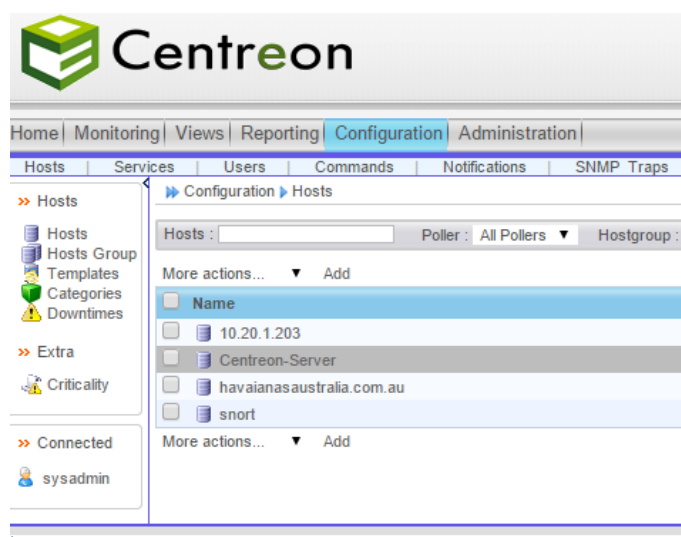 Centreon
Home Monitoring Views Reporting Configuration Administration
Hosts | Services | Users | Commands | Notifications | SNMP Traps
Hosts
Hosts
Hosts Group
Templates
Categories
Downtimes
Extra
Criticality
Connected
sysadmin
Configuration Hosts
Hosts : Poller : All Pollers Hostgroup :
More actions... Add
Name
10.20.1.203
Centreon-Server
havaianasaustralia.com.au
snort
More actions... Add